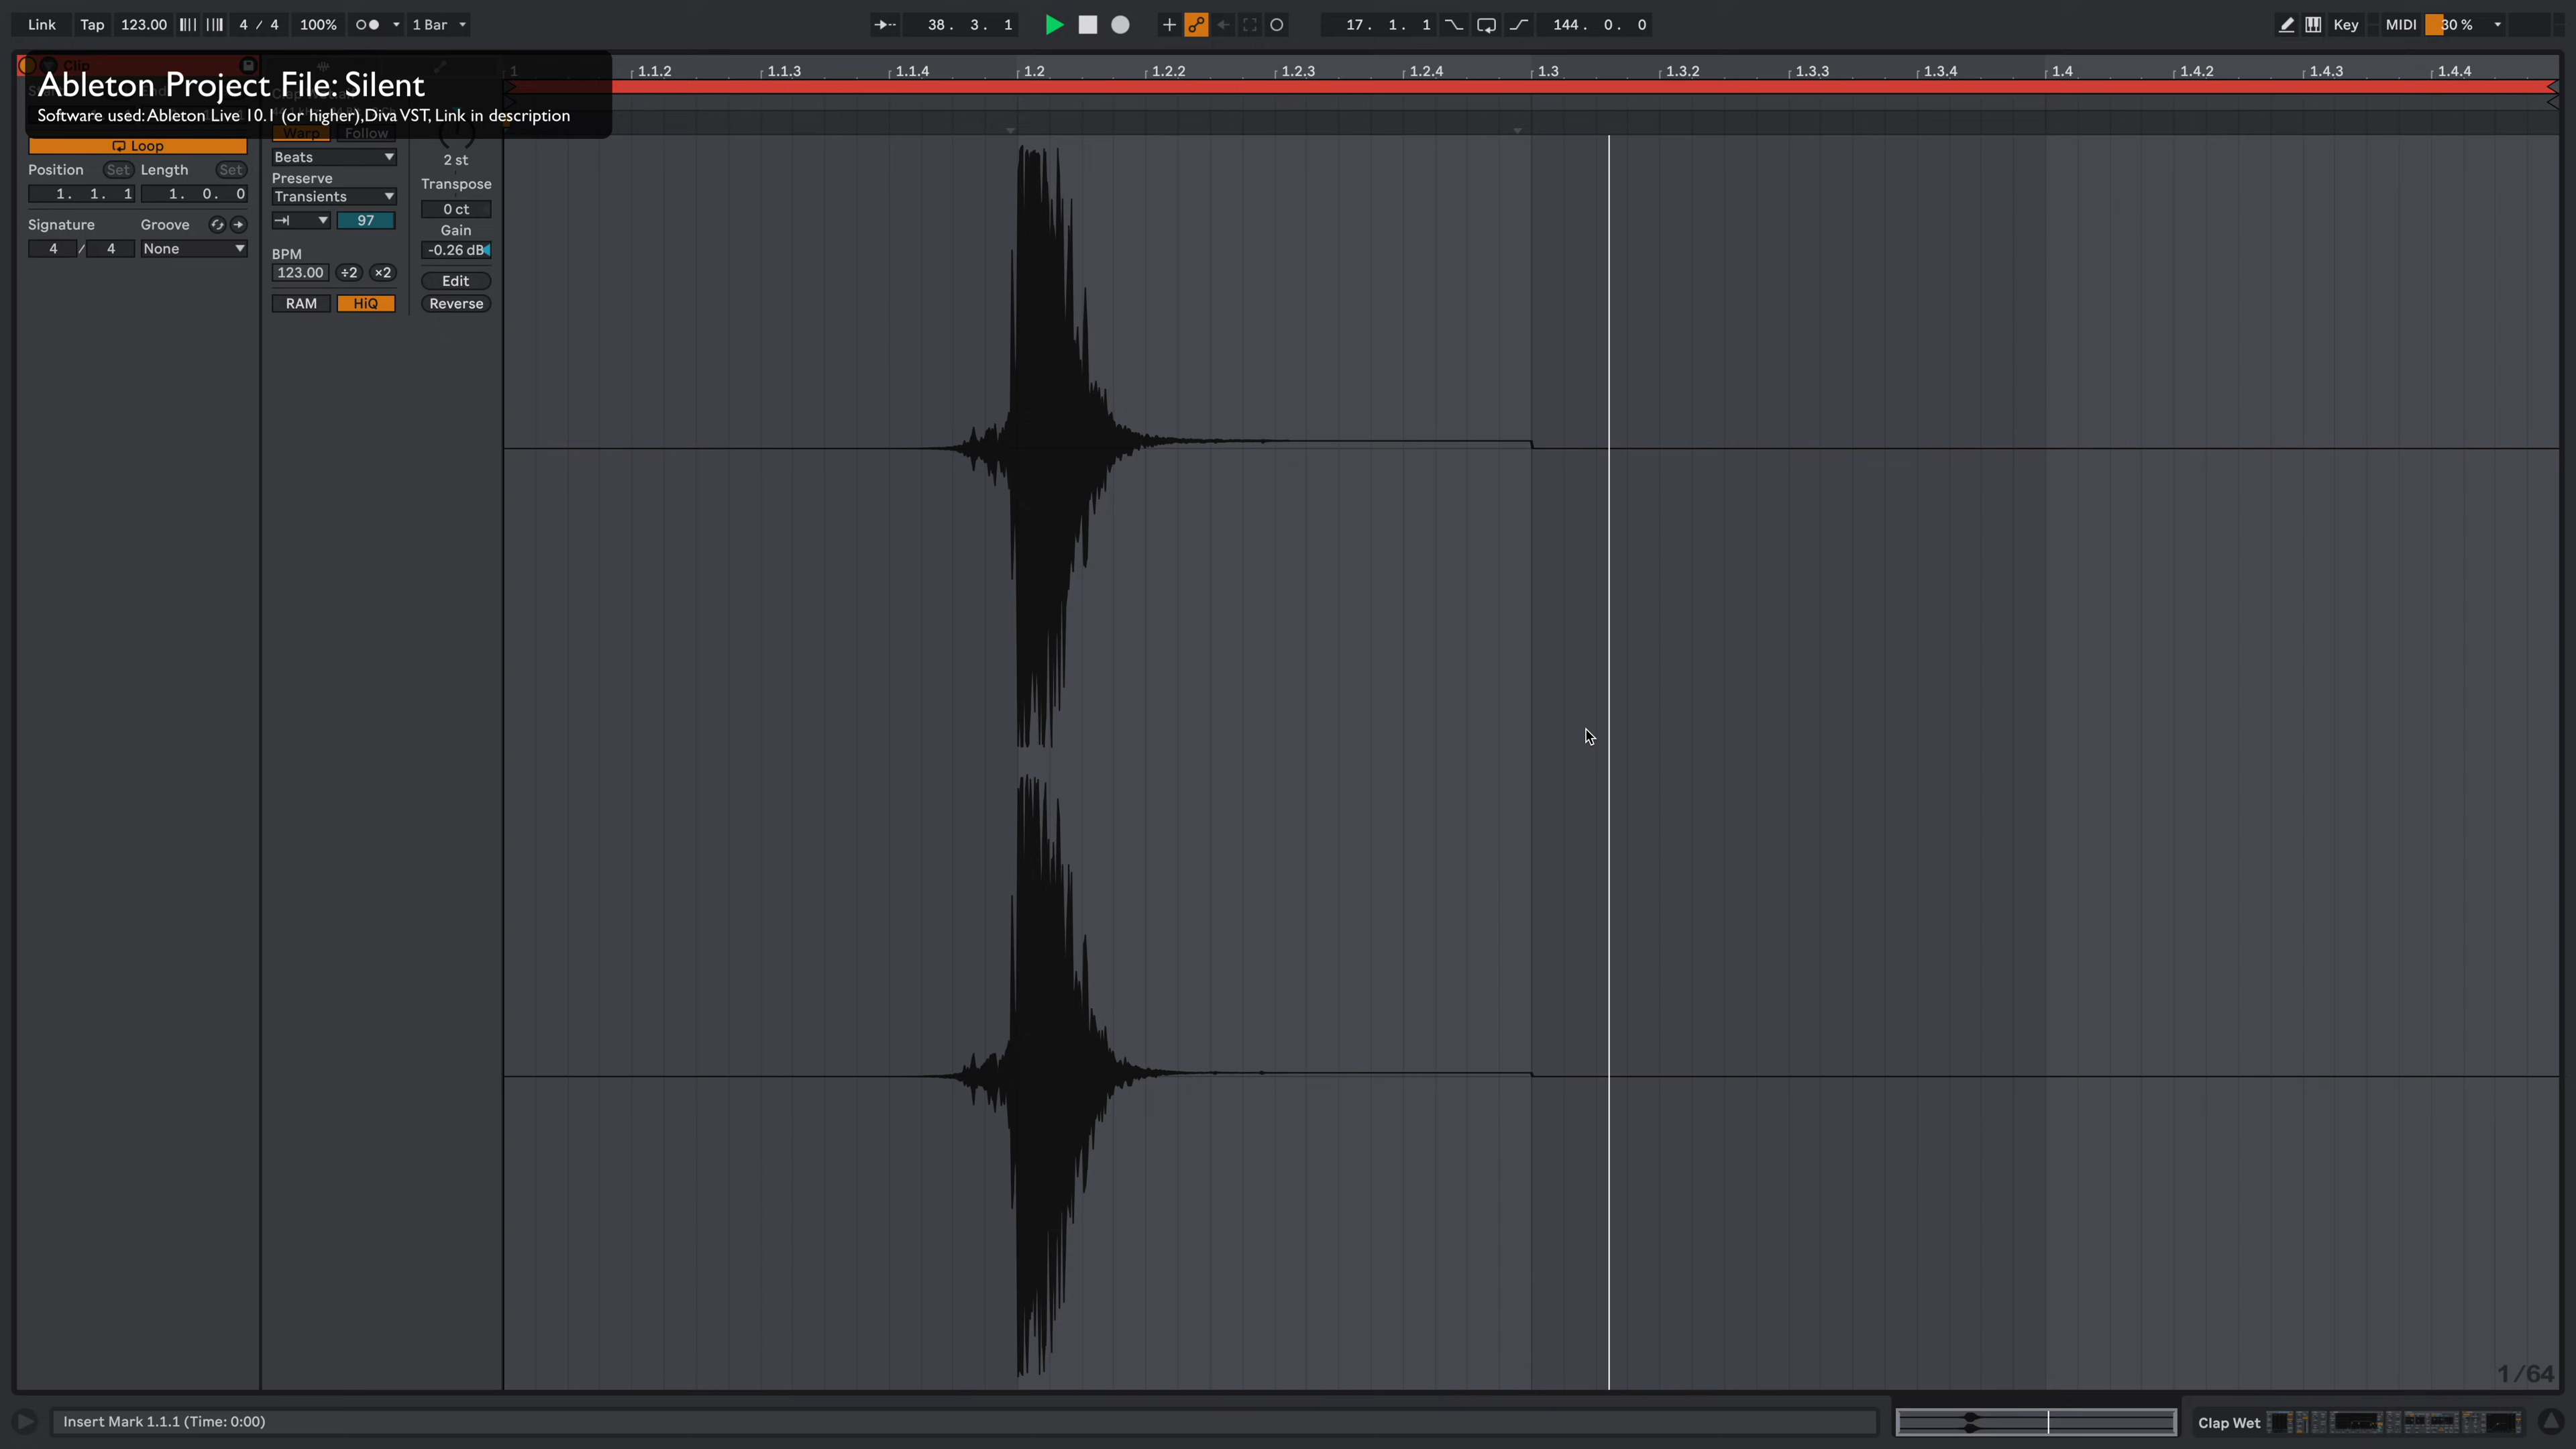 Link Tap 123.00 4 / 4 100% 1 Bar 38. 3. 1 17. 1. 1 144. 0. 0 Key MIDI 30 %
Clip
Ableton Project File: Silent
Software used: Ableton Live 10.1 (or higher), Diva VST, Link in description
1 1.1.2 1.1.3 1.1.4 1.2 1.2.2 1.2.3 1.2.4 1.3 1.3.2 1.3.3 1.3.4 1.4 1.4.2 1.4.3 1.4.4
Warp Follow
Loop
Beats
2 st
Position Set Length Set
Preserve
Transpose
1. 1. 1 1. 0. 0
Transients
0 ct
Signature Groove
97
Gain
4 / 4 None
-0.26 dB
BPM
123.00 ÷2 ×2
Edit
RAM HiQ
Reverse
1/64
Insert Mark 1.1.1 (Time: 0:00)
Clap Wet